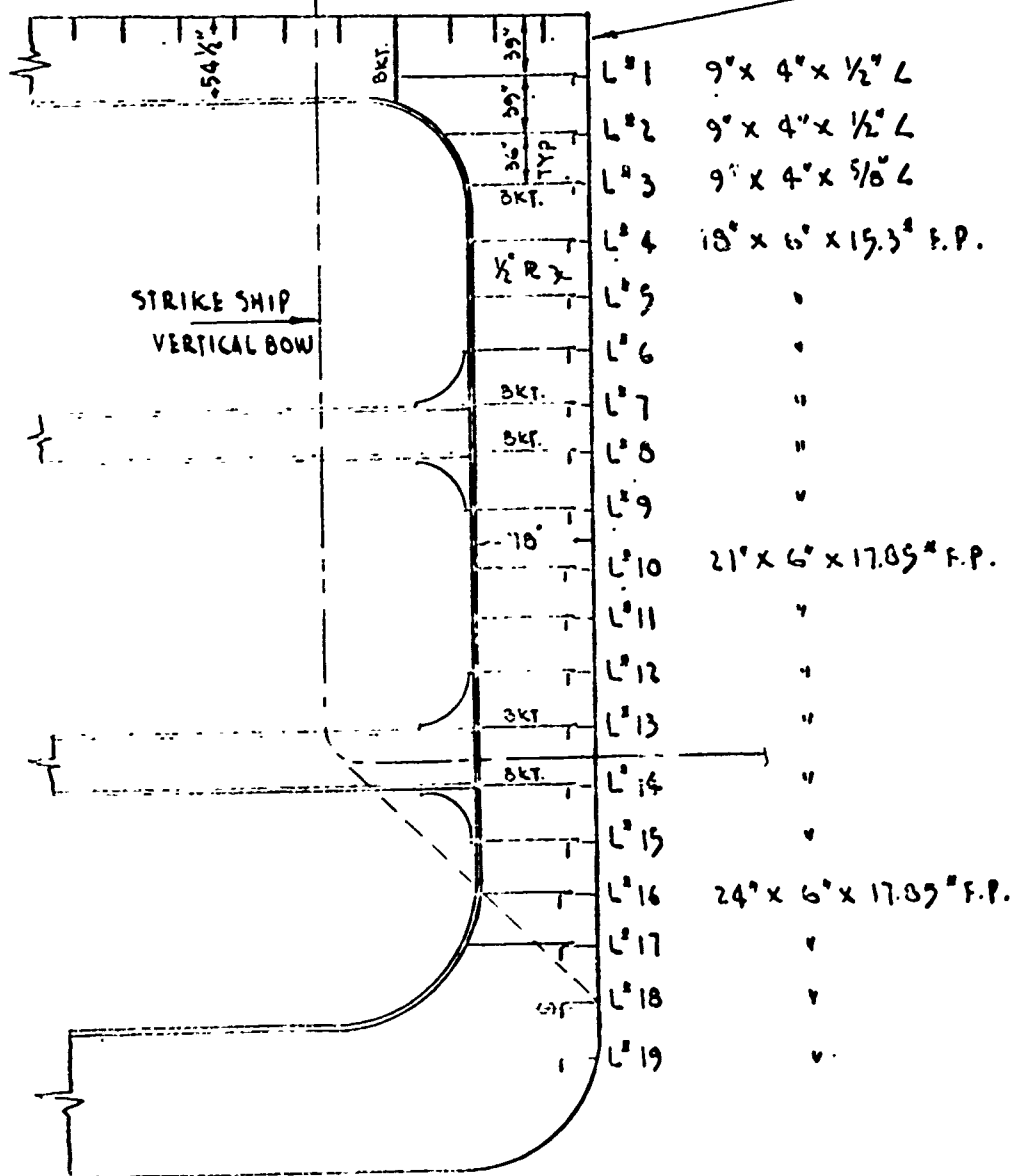 54 1/2"
BKT.
39"
39"
36" TYP
L#1 9" x 4" x 1/2" L
L#2 9" x 4" x 1/2" L
L#3 9" x 4" x 5/8" L
BKT.
L#4 18" x 6" x 15.3# F.P.
1/2" R
L#5 "
STRIKE SHIP
VERTICAL BOW
L#6 "
BKT. L#7 "
BKT. L#8 "
L#9 "
78"
L#10 21" x 6" x 17.85# F.P.
L#11 "
L#12 "
BKT L#13 "
BKT. L#14 "
L#15 "
L#16 24" x 6" x 17.85# F.P.
L#17 "
L#18 "
L#19 "